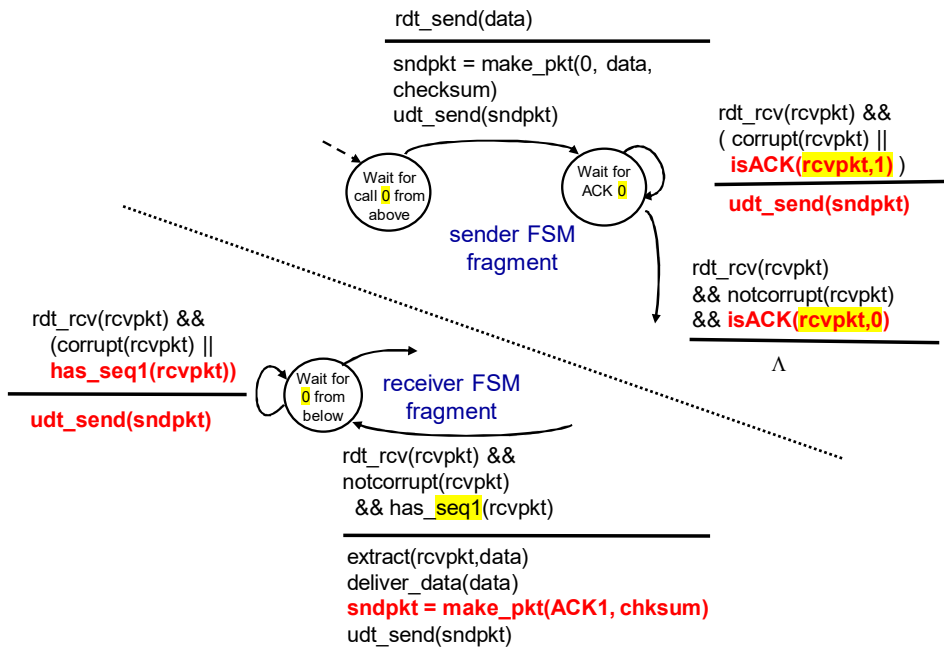 rdt_send(data)
sndpkt = make_pkt(0, data,
checksum)
udt_send(sndpkt)
Wait for
call 0 from
above
Wait for
ACK 0
rdt_rcv(rcvpkt) &&
( corrupt(rcvpkt) ||
isACK(rcvpkt,1) )
udt_send(sndpkt)
sender FSM
fragment
rdt_rcv(rcvpkt)
&& notcorrupt(rcvpkt)
&& isACK(rcvpkt,0)
Λ
rdt_rcv(rcvpkt) &&
(corrupt(rcvpkt) ||
has_seq1(rcvpkt))
udt_send(sndpkt)
Wait for
0 from
below
receiver FSM
fragment
rdt_rcv(rcvpkt) &&
notcorrupt(rcvpkt)
&& has_seq1(rcvpkt)
extract(rcvpkt,data)
deliver_data(data)
sndpkt = make_pkt(ACK1, chksum)
udt_send(sndpkt)